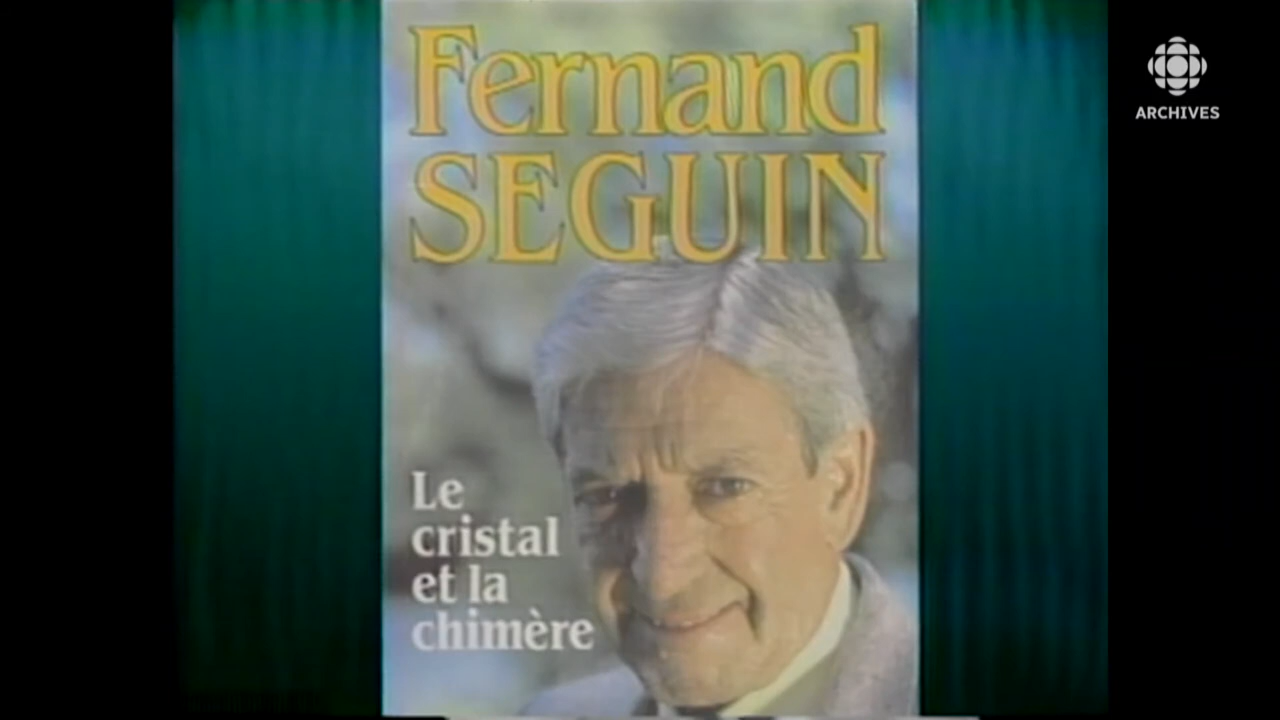 Fernand
SEGUIN
Le
cristal
et la
chimère
ARCHIVES